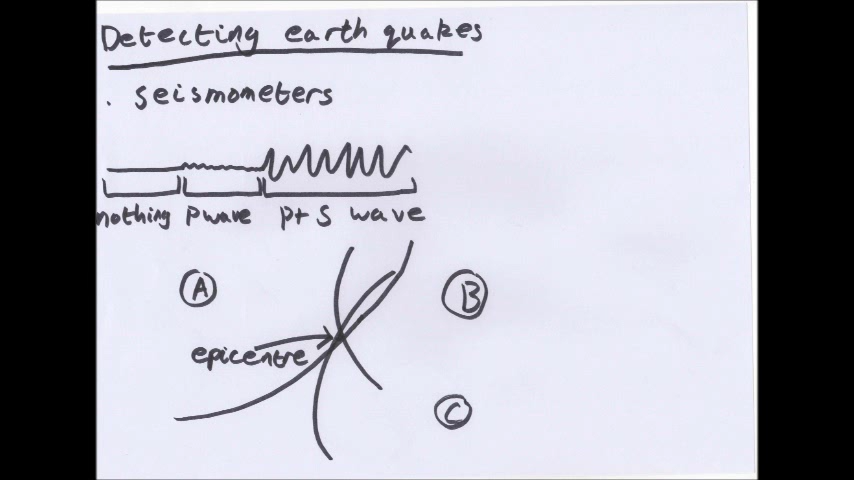 Detecting earth quakes
. seismometers
nothing Pwave P+S wave
A
B
epicentre
C